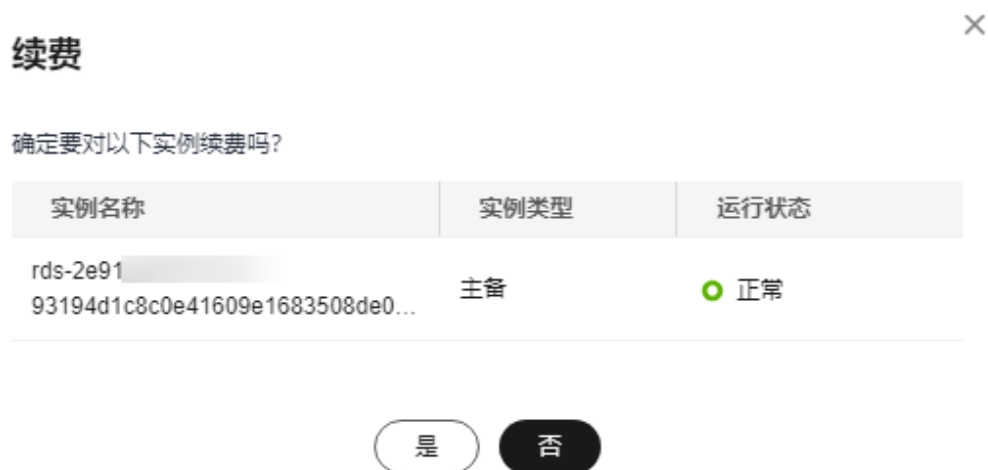 续费
确定要对以下实例续费吗?
实例名称 实例类型 运行状态
rds-2e91
93194d1c8c0e41609e1683508de0...
主备
正常
是 否